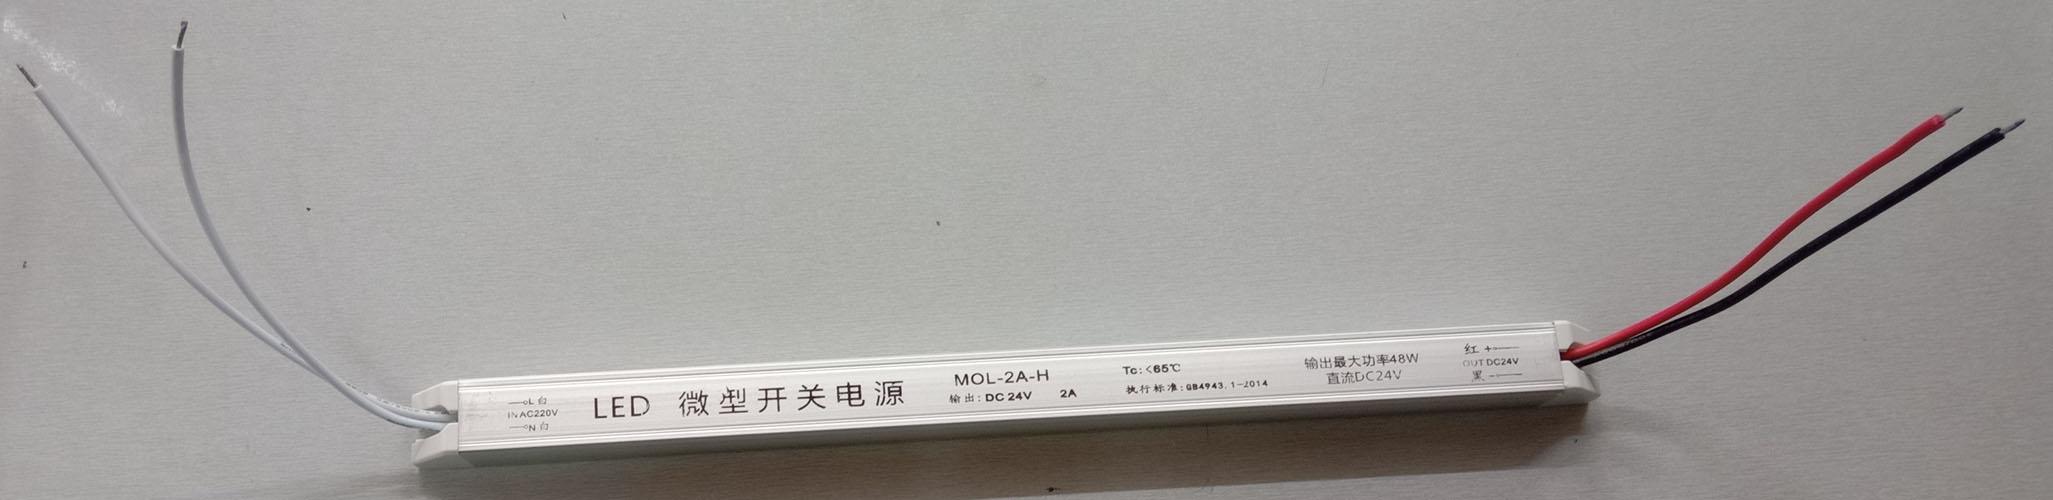 L 白
IN AC220V
N 白
LED 微型开关电源
MOL-2A-H
输出: DC 24V 2A
Tc:<65℃
执行标准:GB4943.1-2014
输出最大功率48W
直流DC24V
红 +
OUT DC24V
黑 -